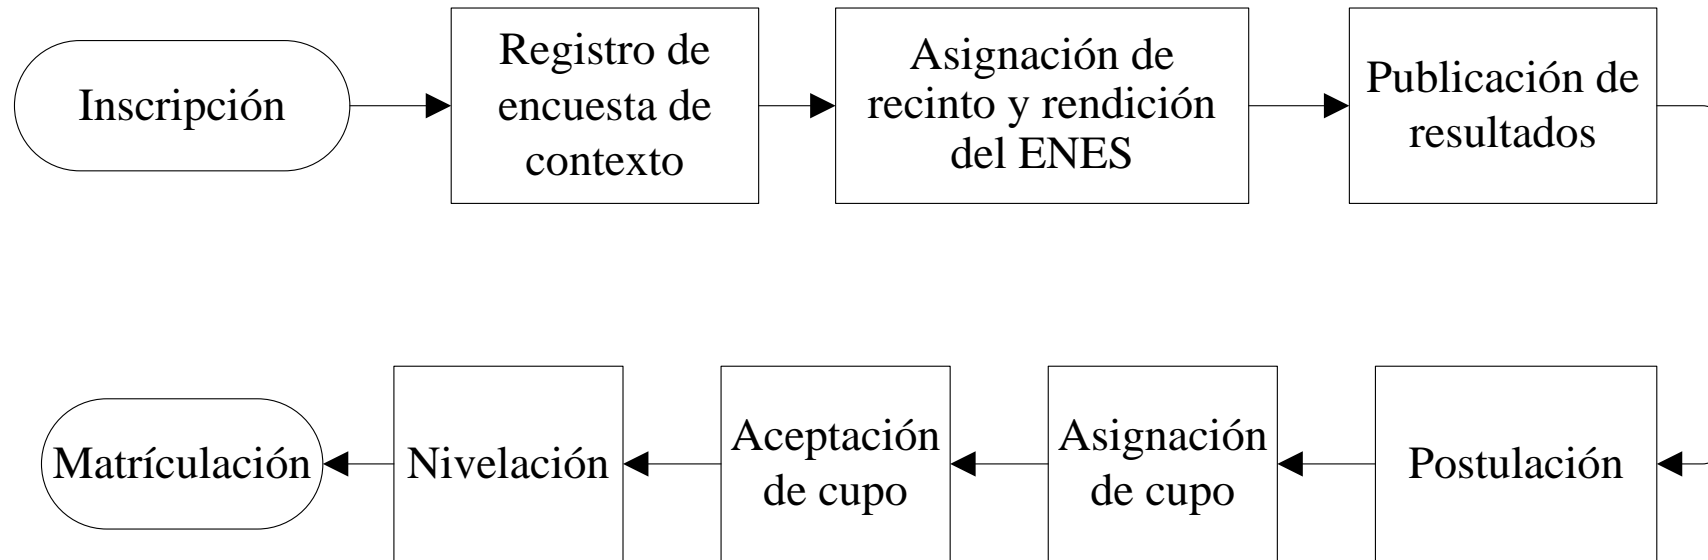 Inscripción
Registro de
encuesta de
contexto
Asignación de
recinto y rendición
del ENES
Publicación de
resultados
Matrículación
Nivelación
Aceptación
de cupo
Asignación
de cupo
Postulación